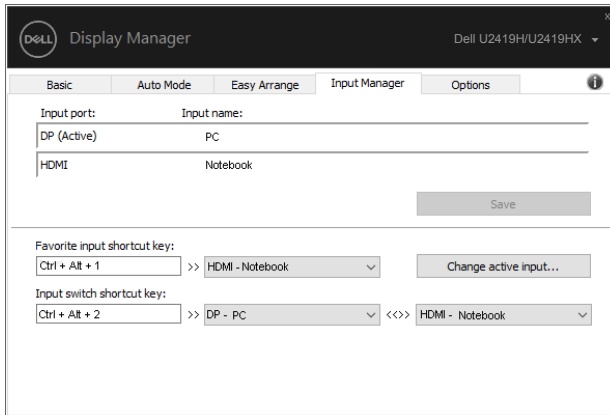 DELL Display Manager Dell U2419H/U2419HX
x
Basic Auto Mode Easy Arrange Input Manager Options i
Input port: Input name:
DP (Active) PC
HDMI Notebook
Save
Favorite input shortcut key:
Ctrl + Alt + 1 >> HDMI - Notebook Change active input...
Input switch shortcut key:
Ctrl + Alt + 2 >> DP - PC <<>> HDMI - Notebook